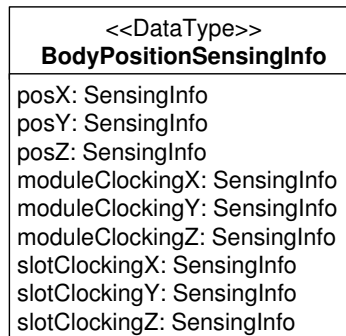 <<DataType>>
BodyPositionSensingInfo
posX: SensingInfo
posY: SensingInfo
posZ: SensingInfo
moduleClockingX: SensingInfo
moduleClockingY: SensingInfo
moduleClockingZ: SensingInfo
slotClockingX: SensingInfo
slotClockingY: SensingInfo
slotClockingZ: SensingInfo